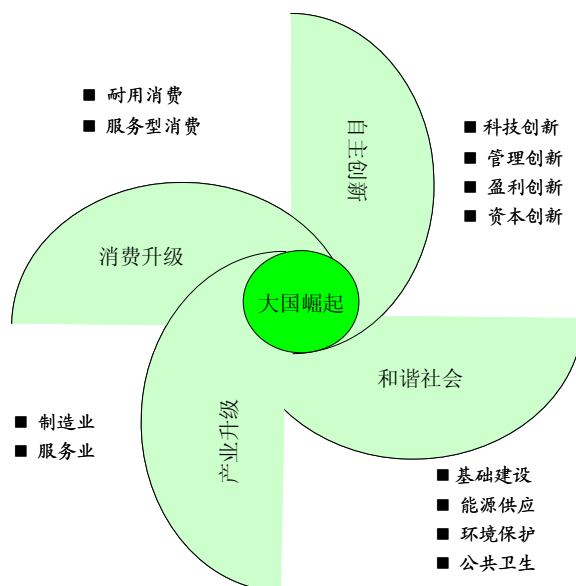 ■ 耐用消费
■ 服务型消费
自主创新
■ 科技创新
■ 管理创新
■ 盈利创新
■ 资本创新
消费升级
大国崛起
和谐社会
■ 制造业
■ 服务业
产业升级
■ 基础建设
■ 能源供应
■ 环境保护
■ 公共卫生